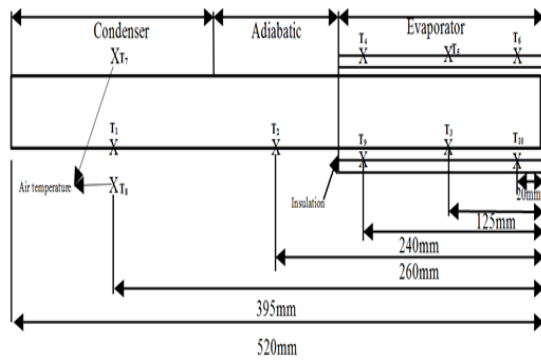 Condenser
Adiabatic
Evaporator
T4
T5
T6
T7
T1
T2
T9
T3
T10
Air temperature
T8
Insulation
20mm
125mm
240mm
260mm
395mm
520mm